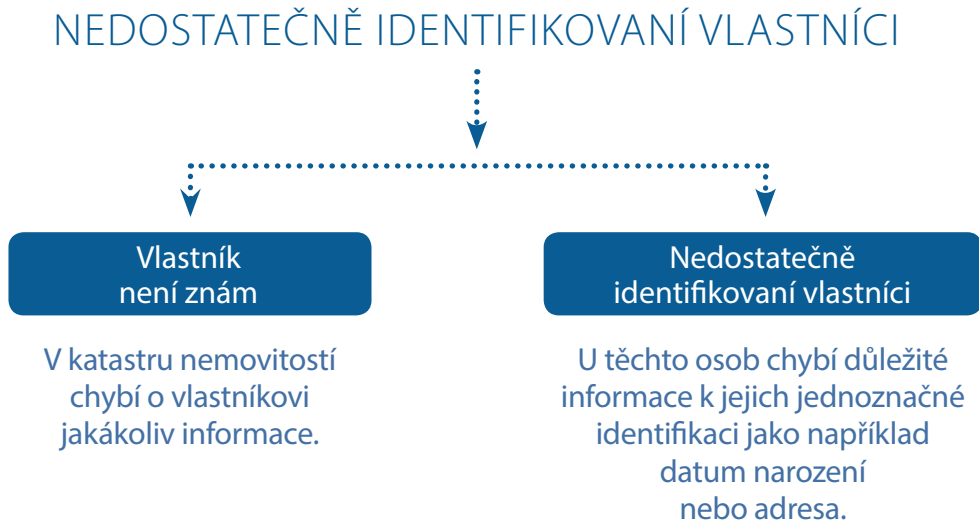 NEDOSTATEČNĚ IDENTIFIKOVANÍ VLASTNÍCI
Vlastník
není znám
V katastru nemovitostí
chybí o vlastníkovi
jakákoliv informace.
Nedostatečně
identifikovaní vlastníci
U těchto osob chybí důležité
informace k jejich jednoznačné
identifikaci jako například
datum narození
nebo adresa.